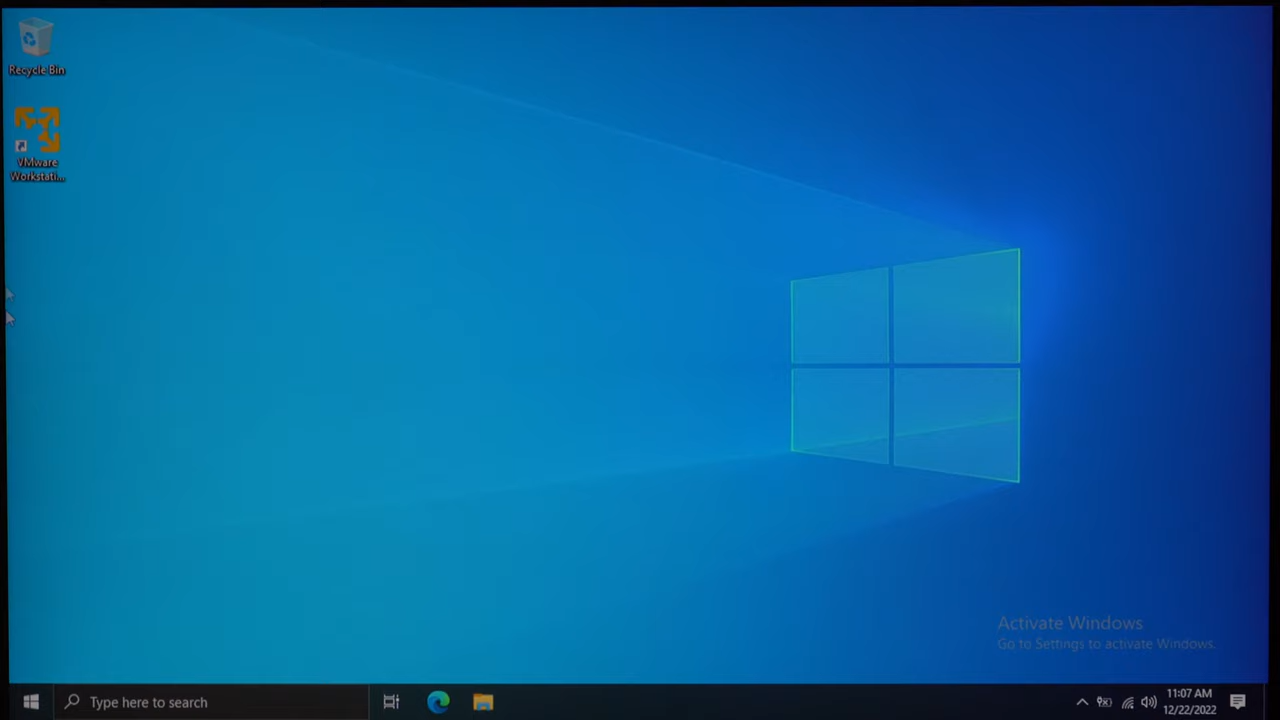 Recycle Bin
VMware
Workstati...
Activate Windows
Go to Settings to activate Windows.
Type here to search
11:07 AM
12/22/2022